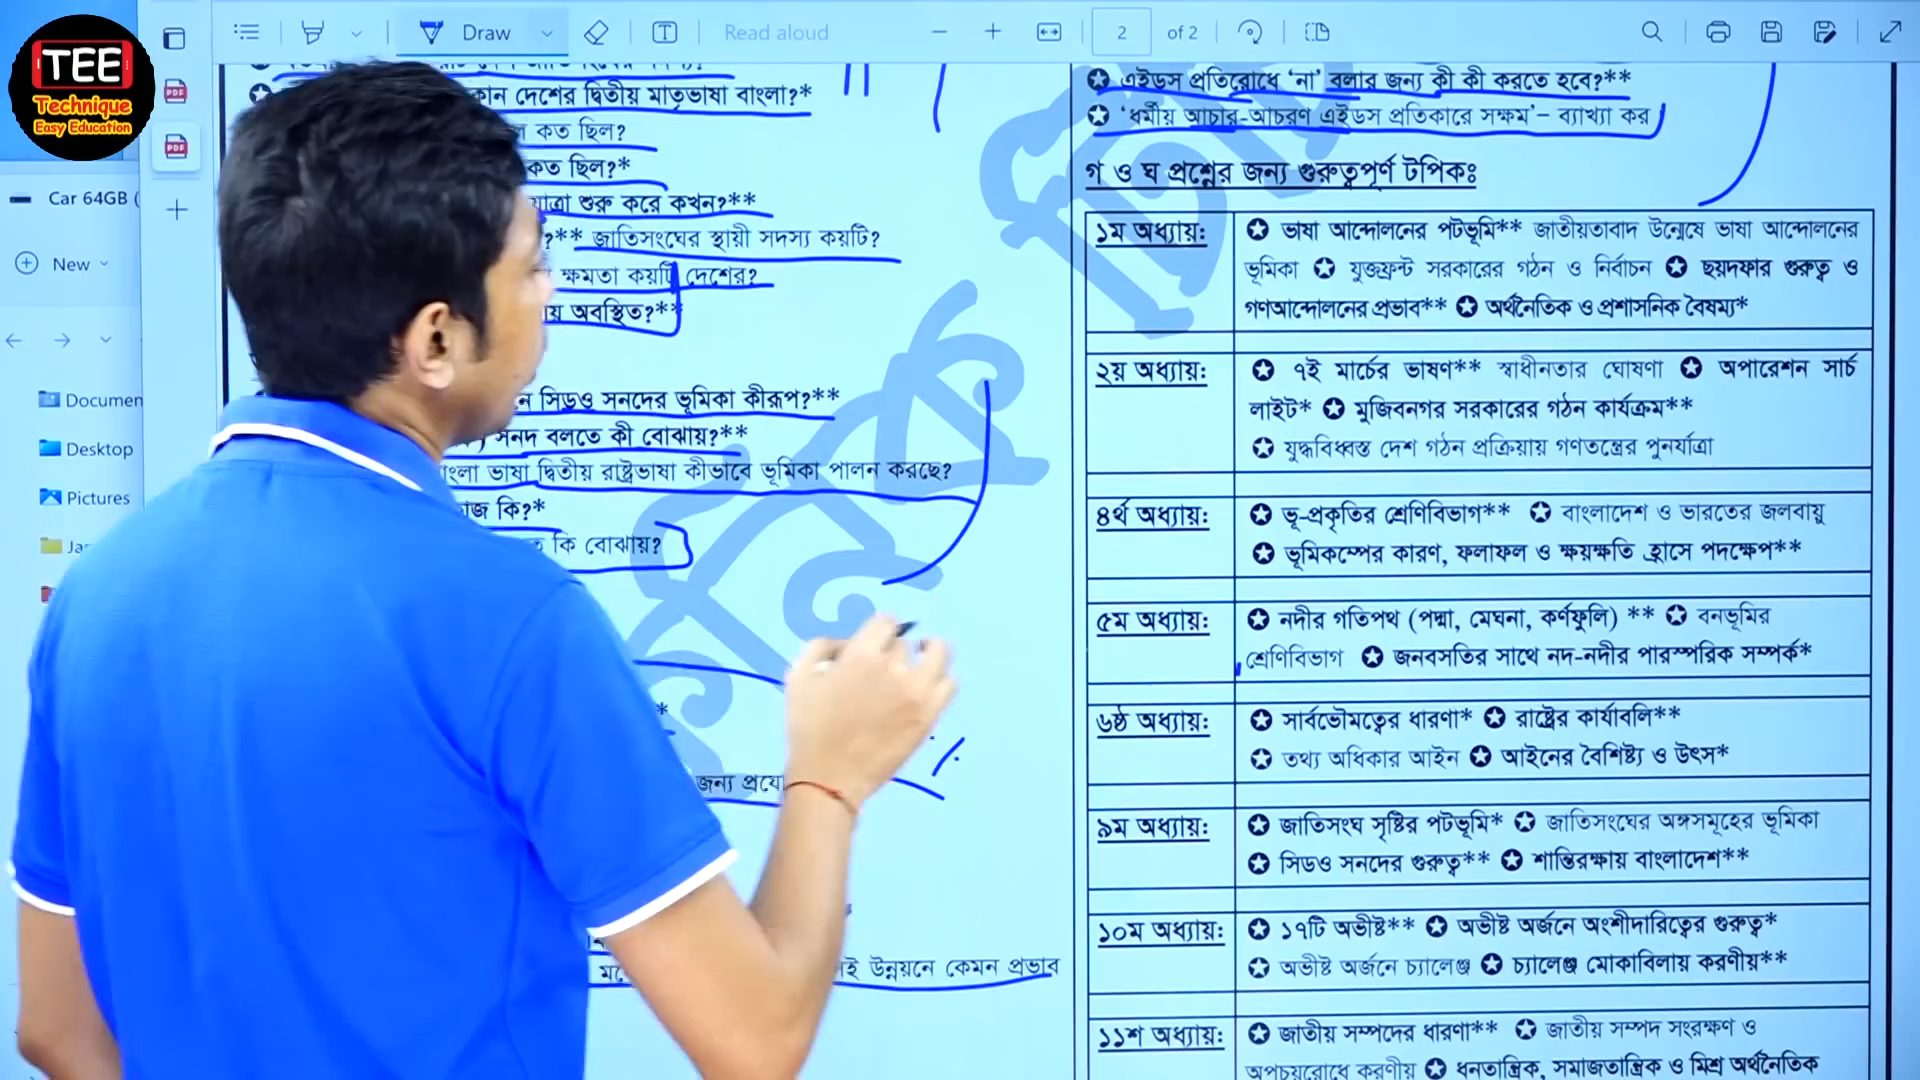 TEE
Technique
Easy Education
Draw
Read aloud
2
of 2
Car 64GB (
New
Documen
Desktop
Pictures
কোন দেশের দ্বিতীয় মাতৃভাষা বাংলা?*
কত ছিল?
কত ছিল?*
যাত্রা শুরু করে কখন?**
?** জাতিসংঘের স্থায়ী সদস্য কয়টি?
ক্ষমতা কয়টি দেশের?
য় অবস্থিত?**
সিডও সনদের ভূমিকা কীরূপ?**
সনদ বলতে কী বোঝায়?**
বাংলা ভাষা দ্বিতীয় রাষ্ট্রভাষা কীভাবে ভূমিকা পালন করছে?
কাজ কি?*
কি বোঝায়?
জন্য প্রযো
ই উন্নয়নে কেমন প্রভাব
এইডস প্রতিরোধে ‘না’ বলার জন্য কী কী করতে হবে?**
‘ধর্মীয় আচার-আচরণ এইডস প্রতিকারে সক্ষম’– ব্যাখ্যা কর
গ ও ঘ প্রশ্নের জন্য গুরুত্বপূর্ণ টপিকঃ
১ম অধ্যায়: ✪ ভাষা আন্দোলনের পটভূমি** জাতীয়তাবাদ উন্মেষে ভাষা আন্দোলনের
ভূমিকা ✪ যুক্তফ্রন্ট সরকারের গঠন ও নির্বাচন ✪ ছয়দফার গুরুত্ব ও
গণআন্দোলনের প্রভাব** ✪ অর্থনৈতিক ও প্রশাসনিক বৈষম্য*
২য় অধ্যায়: ✪ ৭ই মার্চের ভাষণ** স্বাধীনতার ঘোষণা ✪ অপারেশন সার্চ
লাইট* ✪ মুজিবনগর সরকারের গঠন কার্যক্রম**
✪ যুদ্ধবিধ্বস্ত দেশ গঠন প্রক্রিয়ায় গণতন্ত্রের পুনর্যাত্রা
৪র্থ অধ্যায়: ✪ ভূ-প্রকৃতির শ্রেণিবিভাগ** ✪ বাংলাদেশ ও ভারতের জলবায়ু
✪ ভূমিকম্পের কারণ, ফলাফল ও ক্ষয়ক্ষতি হ্রাসে পদক্ষেপ**
৫ম অধ্যায়: ✪ নদীর গতিপথ (পদ্মা, মেঘনা, কর্ণফুলি) ** ✪ বনভূমির
শ্রেণিবিভাগ ✪ জনবসতির সাথে নদ-নদীর পারস্পরিক সম্পর্ক*
৬ষ্ঠ অধ্যায়: ✪ সার্বভৌমত্বের ধারণা* ✪ রাষ্ট্রের কার্যাবলি**
✪ তথ্য অধিকার আইন ✪ আইনের বৈশিষ্ট্য ও উৎস*
৯ম অধ্যায়: ✪ জাতিসংঘ সৃষ্টির পটভূমি* ✪ জাতিসংঘের অঙ্গসমূহের ভূমিকা
✪ সিডও সনদের গুরুত্ব** ✪ শান্তিরক্ষায় বাংলাদেশ**
১০ম অধ্যায়: ✪ ১৭টি অভীষ্ট** ✪ অভীষ্ট অর্জনে অংশীদারিত্বের গুরুত্ব*
✪ অভীষ্ট অর্জনে চ্যালেঞ্জ ✪ চ্যালেঞ্জ মোকাবিলায় করণীয়**
১১শ অধ্যায়: ✪ জাতীয় সম্পদের ধারণা** ✪ জাতীয় সম্পদ সংরক্ষণ ও
অপচয়রোধে করণীয় ✪ ধনতান্ত্রিক, সমাজতান্ত্রিক ও মিশ্র অর্থনৈতিক